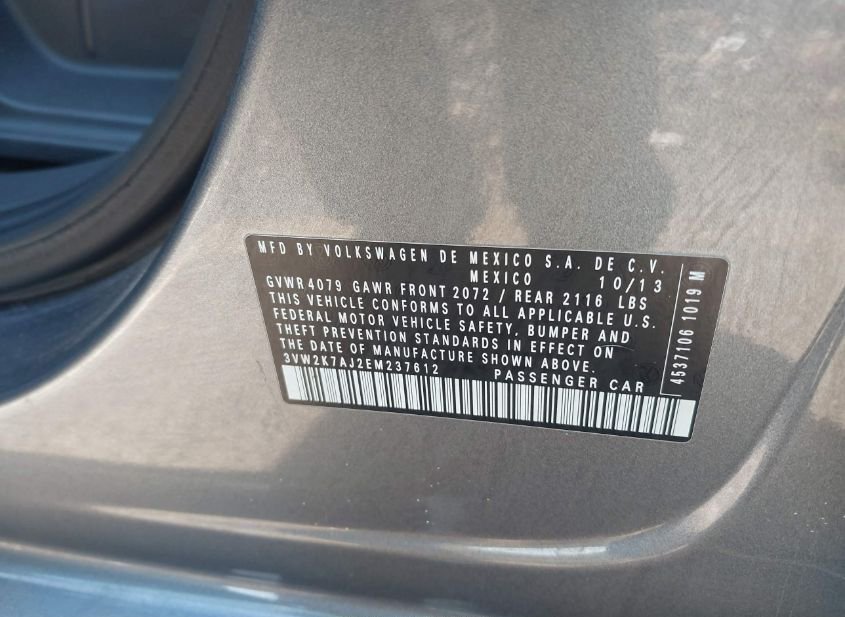 MFD BY VOLKSWAGEN DE MEXICO S.A. DE C.V.
MEXICO 10/13
GVWR 4079 GAWR FRONT 2072 / REAR 2116 LBS
THIS VEHICLE CONFORMS TO ALL APPLICABLE U.S.
FEDERAL MOTOR VEHICLE SAFETY, BUMPER AND
THEFT PREVENTION STANDARDS IN EFFECT ON
THE DATE OF MANUFACTURE SHOWN ABOVE.
3VW2K7AJ2EM237612 PASSENGER CAR
4537106 1019 M